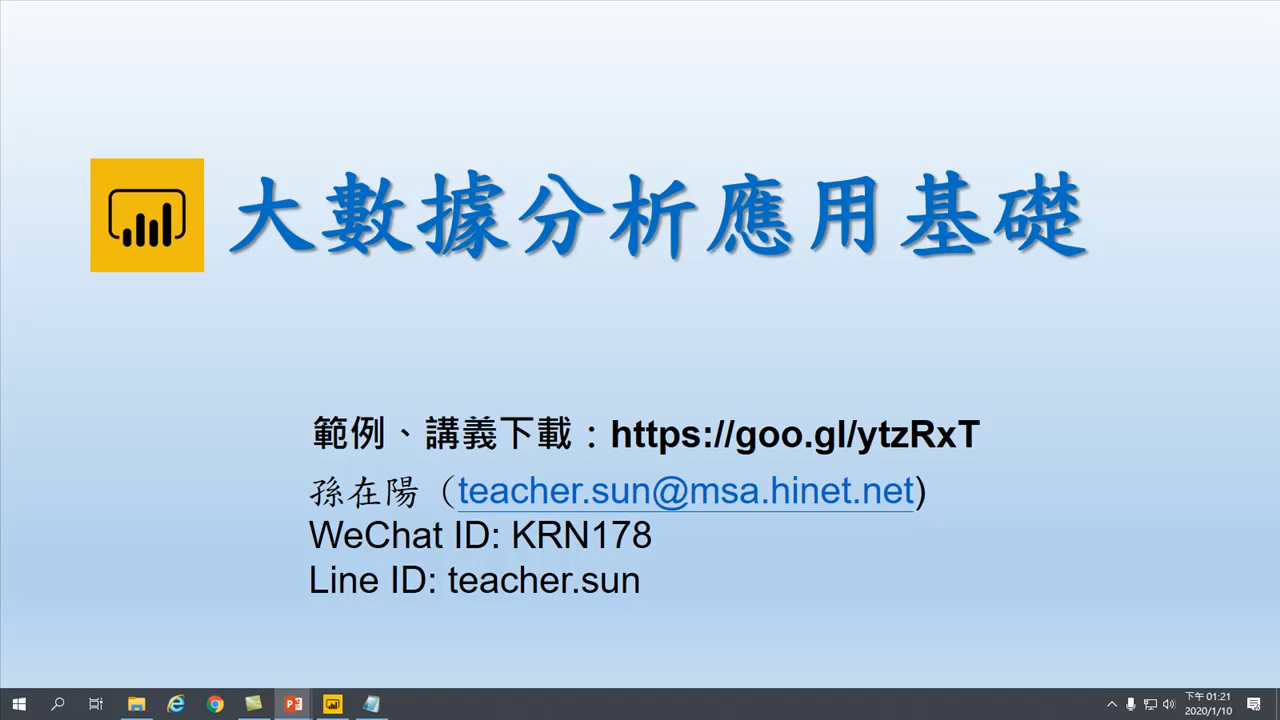 大數據分析應用基礎
範例、講義下載：https://goo.gl/ytzRxT
孫在陽（teacher.sun@msa.hinet.net)
WeChat ID: KRN178
Line ID: teacher.sun
下午 01:21
2020/1/10